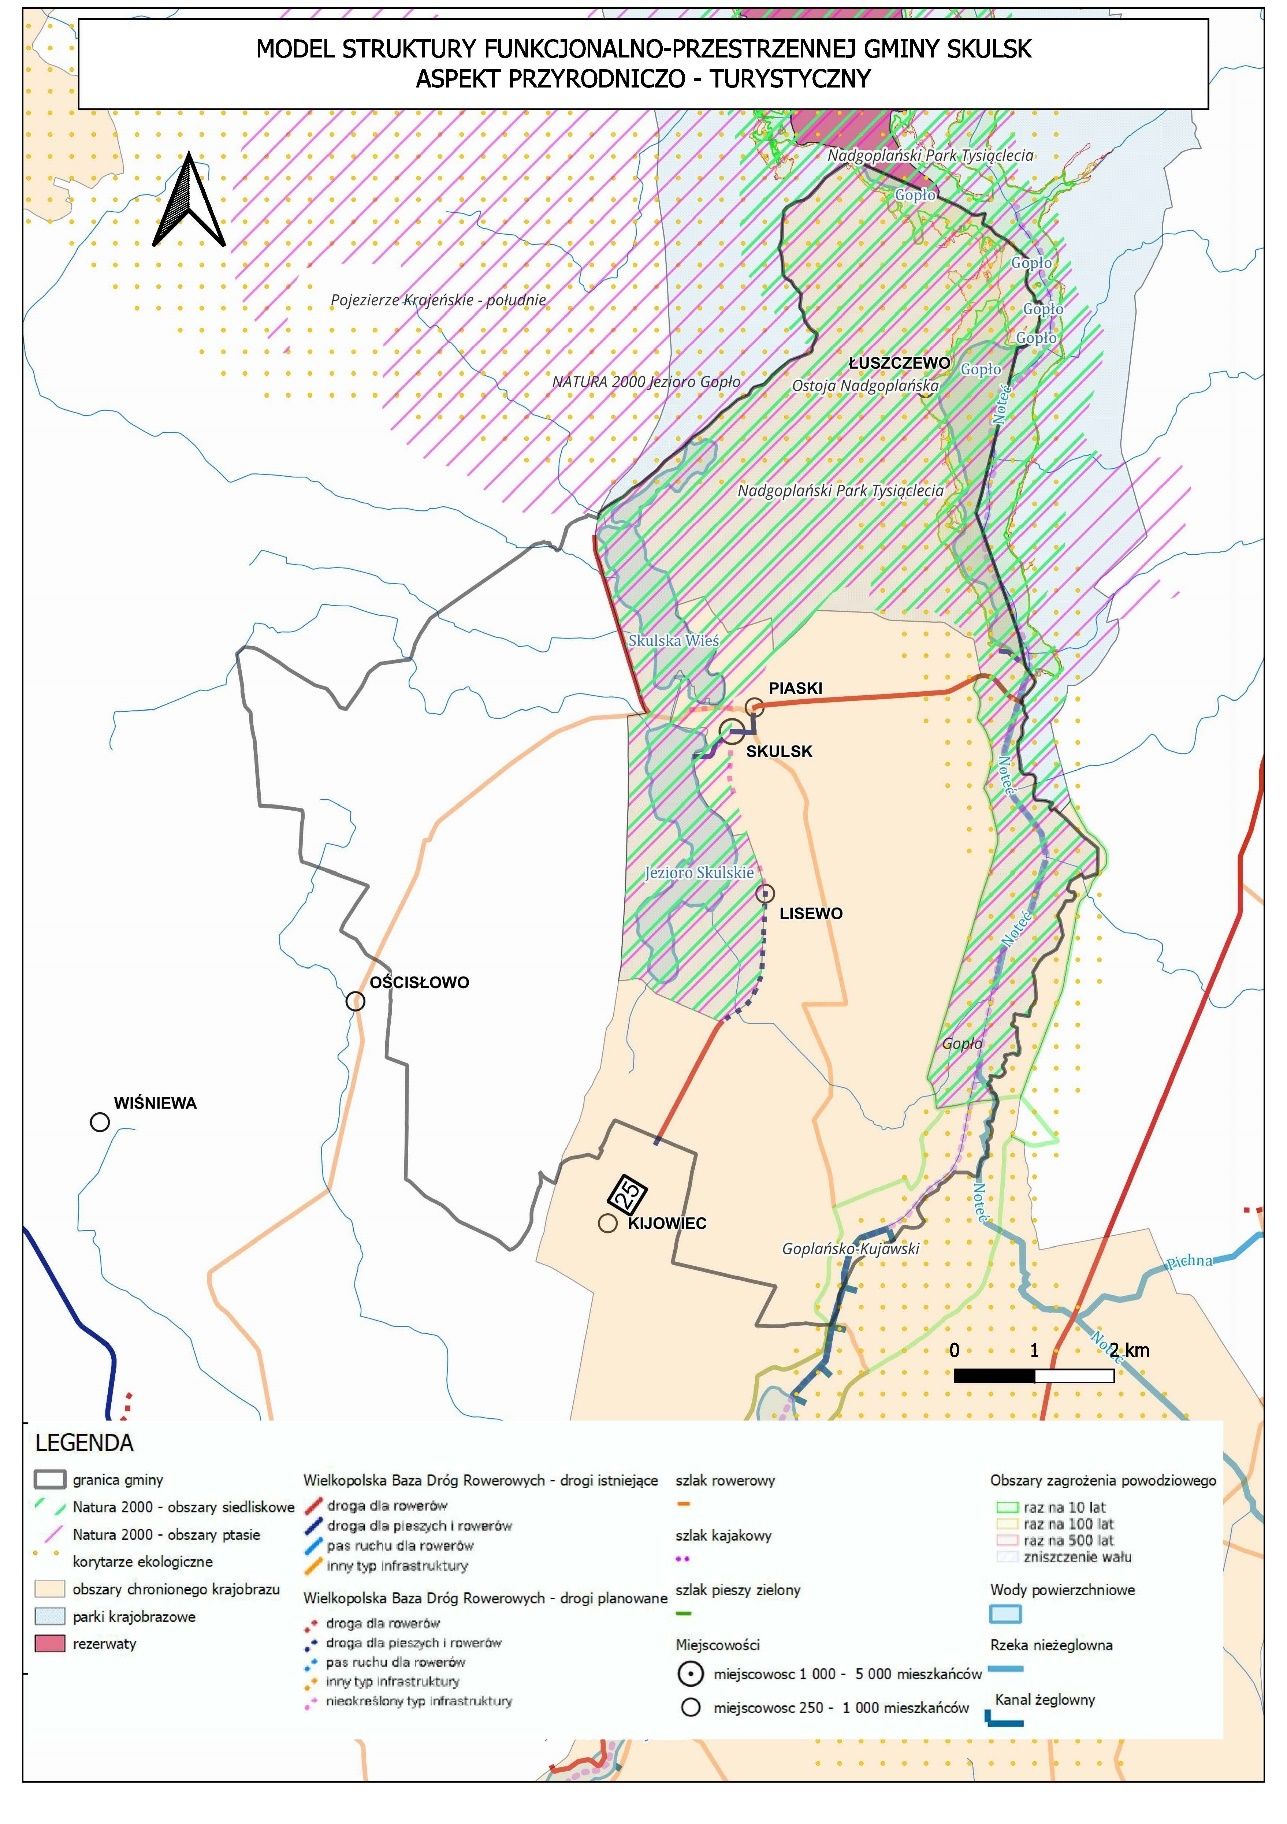 MODEL STRUKTURY FUNKCJONALNO-PRZESTRZENNEJ GMINY SKULSK
ASPEKT PRZYRODNICZO - TURYSTYCZNY
Nadgoplański Park Tysiąclecia
Gopło
Gopło
Pojezierze Krajeńskie - południe
Gopło
Gopło
ŁUSZCZEWO
Gopło
NATURA 2000 Jezioro Gopło
Ostoja Nadgoplańska
Noteć
Nadgoplański Park Tysiąclecia
Skulska Wieś
PIASKI
SKULSK
Noteć
Jezioro Skulskie
LISEWO
Noteć
OŚCISŁOWO
Gopło
WIŚNIEWA
25
Noteć
KIJOWIEC
Goplańsko-Kujawski
Pichna
Noteć
0 1 2 km
LEGENDA
granica gminy
Natura 2000 - obszary siedliskowe
Natura 2000 - obszary ptasie
korytarze ekologiczne
obszary chronionego krajobrazu
parki krajobrazowe
rezerwaty
Wielkopolska Baza Dróg Rowerowych - drogi istniejące
droga dla rowerów
droga dla pieszych i rowerów
pas ruchu dla rowerów
inny typ infrastruktury
Wielkopolska Baza Dróg Rowerowych - drogi planowane
droga dla rowerów
droga dla pieszych i rowerów
pas ruchu dla rowerów
inny typ infrastruktury
nieokreślony typ infrastruktury
szlak rowerowy
szlak kajakowy
szlak pieszy zielony
Miejscowości
miejscowosc 1 000 - 5 000 mieszkańców
miejscowosc 250 - 1 000 mieszkańców
Obszary zagrożenia powodziowego
raz na 10 lat
raz na 100 lat
raz na 500 lat
zniszczenie wału
Wody powierzchniowe
Rzeka nieżeglowna
Kanal żeglowny